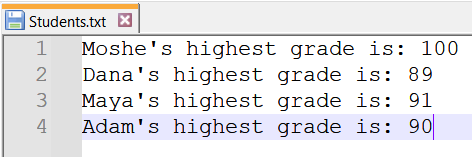 Students.txt
1 Moshe's highest grade is: 100
2 Dana's highest grade is: 89
3 Maya's highest grade is: 91
4 Adam's highest grade is: 90